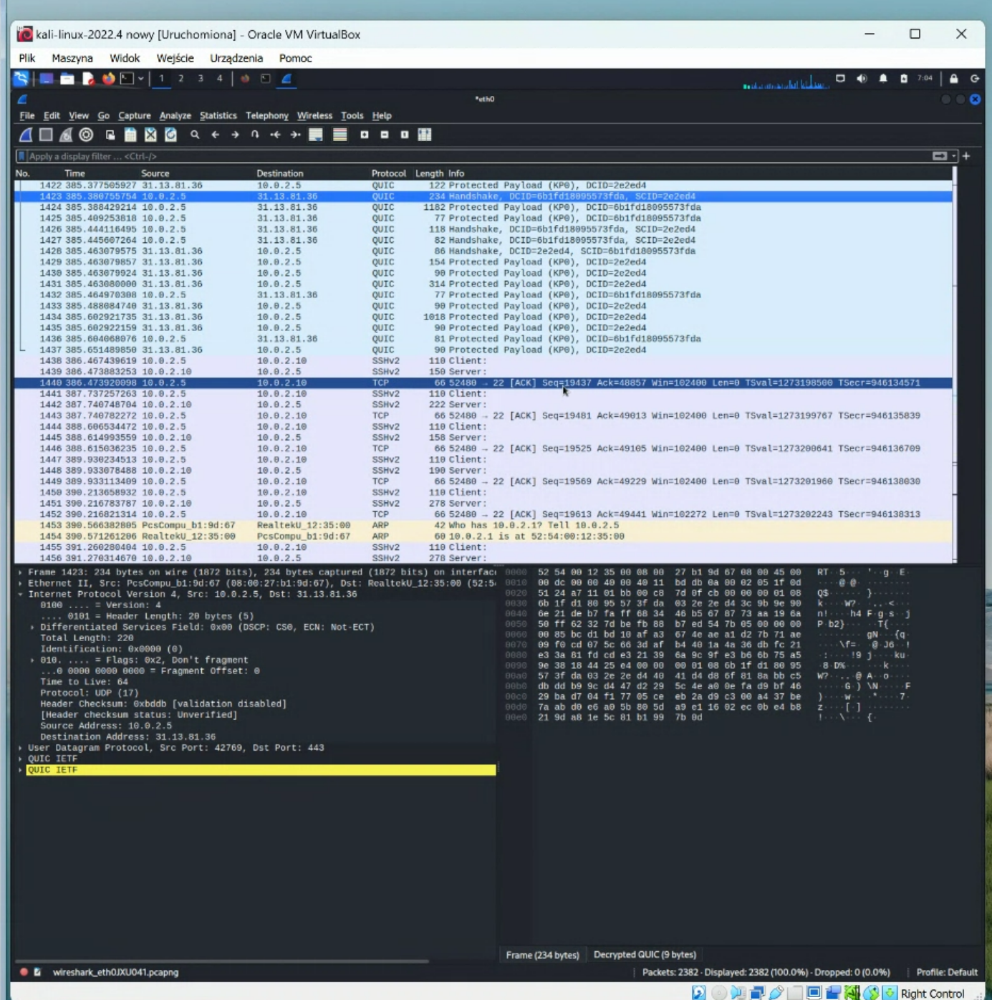 kali-linux-2022.4 nowy [Uruchomiona] - Oracle VM VirtualBox
Plik Maszyna Widok Wejście Urządzenia Pomoc
1 2 3 4 7:04
*eth0
File Edit View Go Capture Analyze Statistics Telephony Wireless Tools Help
Apply a display filter ... <Ctrl-/>
No. Time Source Destination Protocol Length Info
1422 385.377505927 31.13.81.36 10.0.2.5 QUIC 122 Protected Payload (KP0), DCID=2e2ed4
1423 385.380755754 10.0.2.5 31.13.81.36 QUIC 234 Handshake, DCID=6b1fd18095573fda, SCID=2e2ed4
1424 385.388429214 10.0.2.5 31.13.81.36 QUIC 1182 Protected Payload (KP0), DCID=6b1fd18095573fda
1425 385.409253818 10.0.2.5 31.13.81.36 QUIC 77 Protected Payload (KP0), DCID=6b1fd18095573fda
1426 385.444116495 10.0.2.5 31.13.81.36 QUIC 118 Handshake, DCID=6b1fd18095573fda, SCID=2e2ed4
1427 385.445607264 10.0.2.5 31.13.81.36 QUIC 82 Handshake, DCID=6b1fd18095573fda, SCID=2e2ed4
1428 385.463079575 31.13.81.36 10.0.2.5 QUIC 86 Handshake, DCID=2e2ed4, SCID=6b1fd18095573fda
1429 385.463079857 31.13.81.36 10.0.2.5 QUIC 154 Protected Payload (KP0), DCID=2e2ed4
1430 385.463079924 31.13.81.36 10.0.2.5 QUIC 90 Protected Payload (KP0), DCID=2e2ed4
1431 385.463080000 31.13.81.36 10.0.2.5 QUIC 314 Protected Payload (KP0), DCID=2e2ed4
1432 385.464970308 10.0.2.5 31.13.81.36 QUIC 77 Protected Payload (KP0), DCID=6b1fd18095573fda
1433 385.488084740 31.13.81.36 10.0.2.5 QUIC 90 Protected Payload (KP0), DCID=2e2ed4
1434 385.602921735 31.13.81.36 10.0.2.5 QUIC 1018 Protected Payload (KP0), DCID=2e2ed4
1435 385.602922159 31.13.81.36 10.0.2.5 QUIC 90 Protected Payload (KP0), DCID=2e2ed4
1436 385.604068076 10.0.2.5 31.13.81.36 QUIC 81 Protected Payload (KP0), DCID=6b1fd18095573fda
1437 385.651489850 31.13.81.36 10.0.2.5 QUIC 90 Protected Payload (KP0), DCID=2e2ed4
1438 386.467439619 10.0.2.5 10.0.2.10 SSHv2 110 Client:
1439 386.473883253 10.0.2.10 10.0.2.5 SSHv2 150 Server:
1440 386.473920098 10.0.2.5 10.0.2.10 TCP 66 52480 → 22 [ACK] Seq=19437 Ack=48857 Win=102400 Len=0 TSval=1273198500 TSecr=946134571
1441 387.737257263 10.0.2.5 10.0.2.10 SSHv2 110 Client:
1442 387.740748704 10.0.2.10 10.0.2.5 SSHv2 222 Server:
1443 387.740782272 10.0.2.5 10.0.2.10 TCP 66 52480 → 22 [ACK] Seq=19481 Ack=49013 Win=102400 Len=0 TSval=1273199767 TSecr=946135839
1444 388.606534472 10.0.2.5 10.0.2.10 SSHv2 110 Client:
1445 388.614993559 10.0.2.10 10.0.2.5 SSHv2 158 Server:
1446 388.615036235 10.0.2.5 10.0.2.10 TCP 66 52480 → 22 [ACK] Seq=19525 Ack=49105 Win=102400 Len=0 TSval=1273200641 TSecr=946136709
1447 389.930234513 10.0.2.5 10.0.2.10 SSHv2 110 Client:
1448 389.933078488 10.0.2.10 10.0.2.5 SSHv2 190 Server:
1449 389.933113409 10.0.2.5 10.0.2.10 TCP 66 52480 → 22 [ACK] Seq=19569 Ack=49229 Win=102400 Len=0 TSval=1273201960 TSecr=946138030
1450 390.213658932 10.0.2.5 10.0.2.10 SSHv2 110 Client:
1451 390.216783787 10.0.2.10 10.0.2.5 SSHv2 278 Server:
1452 390.216821314 10.0.2.5 10.0.2.10 TCP 66 52480 → 22 [ACK] Seq=19613 Ack=49441 Win=102272 Len=0 TSval=1273202243 TSecr=946138313
1453 390.566382805 PcsCompu_b1:9d:67 RealtekU_12:35:00 ARP 42 Who has 10.0.2.1? Tell 10.0.2.5
1454 390.571261206 RealtekU_12:35:00 PcsCompu_b1:9d:67 ARP 60 10.0.2.1 is at 52:54:00:12:35:00
1455 391.260280404 10.0.2.5 10.0.2.10 SSHv2 110 Client:
1456 391.270314670 10.0.2.10 10.0.2.5 SSHv2 278 Server:
Frame 1423: 234 bytes on wire (1872 bits), 234 bytes captured (1872 bits) on interfac
Ethernet II, Src: PcsCompu_b1:9d:67 (08:00:27:b1:9d:67), Dst: RealtekU_12:35:00 (52:5
Internet Protocol Version 4, Src: 10.0.2.5, Dst: 31.13.81.36
0100 .... = Version: 4
.... 0101 = Header Length: 20 bytes (5)
Differentiated Services Field: 0x00 (DSCP: CS0, ECN: Not-ECT)
Total Length: 220
Identification: 0x0000 (0)
010. .... = Flags: 0x2, Don't fragment
...0 0000 0000 0000 = Fragment Offset: 0
Time to Live: 64
Protocol: UDP (17)
Header Checksum: 0xbddb [validation disabled]
[Header checksum status: Unverified]
Source Address: 10.0.2.5
Destination Address: 31.13.81.36
User Datagram Protocol, Src Port: 42769, Dst Port: 443
QUIC IETF
QUIC IETF
0000 52 54 00 12 35 00 08 00 27 b1 9d 67 08 00 45 00
0010 00 dc 00 00 40 00 40 11 bd db 0a 00 02 05 1f 0d
0020 51 24 a7 11 01 bb 00 c8 7d 0f cb 00 00 00 01 08
0030 6b 1f d1 80 95 57 3f da 03 2e 2e d4 3c 9b 9e 90
0040 6e 21 de b7 fa ff 68 34 46 b5 67 87 73 aa 19 6a
0050 50 ff 62 32 7d be fb 88 b7 ed 54 7b 05 00 00 00
0060 00 85 bc d1 bd 10 af a3 67 4e ae a1 d2 7b 71 ae
0070 09 f0 cd 07 5c 66 3d af b4 40 1a 4a 36 db fc 21
0080 e3 3a 81 fd cd e3 21 39 6a 9c 9f e3 b6 6b 75 a5
0090 9e 38 18 44 25 e4 00 00 00 01 08 6b 1f d1 80 95
00a0 57 3f da 03 2e 2e d4 40 41 d4 d8 6f 81 8a bb c5
00b0 db dd b9 9c d4 47 d2 29 5c 4e a0 0e fa d9 bf 46
00c0 29 ba d7 04 f1 77 05 ce eb 2a d9 c3 00 a4 37 be
00d0 7a ab d0 e6 a0 5b 80 5d a9 e1 16 02 ec 0b e4 b8
00e0 21 9d a8 1e 5c 81 b1 99 7b 0d
Frame (234 bytes) Decrypted QUIC (9 bytes)
wireshark_eth0JXU041.pcapng Packets: 2382 · Displayed: 2382 (100.0%) · Dropped: 0 (0.0%) Profile: Default
Right Control